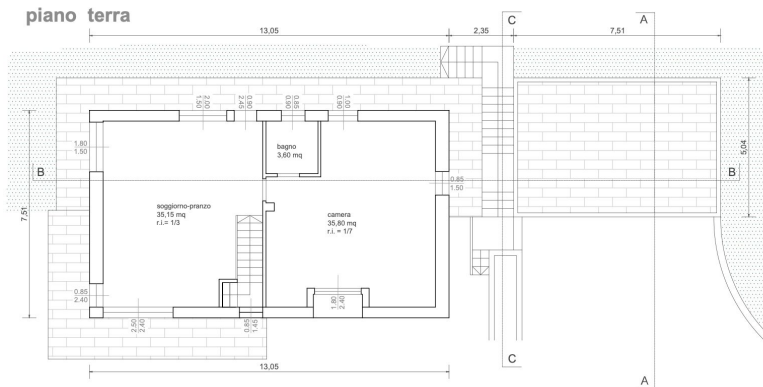 piano terra
13,05
2,35
C
A
7,51
1,50
2,00
2,45
0,90
0,90
0,85
0,90
1,00
1,80
1,50
bagno
3,60 mq
B
0,85
1,50
B
5,04
7,51
soggiorno-pranzo
35,15 mq
r.i.= 1/3
camera
35,80 mq
r.i. = 1/7
0,85
2,40
1,80
2,40
2,50
2,40
0,85
1,45
13,05
C
A